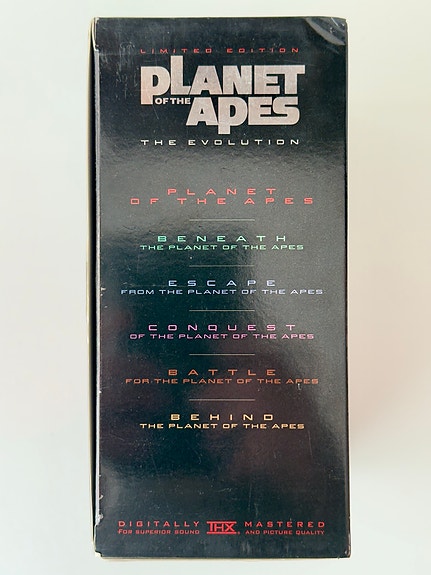 LIMITED EDITION
PLANET
OF THE APES
THE EVOLUTION
PLANET
OF THE APES
BENEATH
THE PLANET OF THE APES
ESCAPE
FROM THE PLANET OF THE APES
CONQUEST
OF THE PLANET OF THE APES
BATTLE
FOR THE PLANET OF THE APES
BEHIND
THE PLANET OF THE APES
DIGITALLY THX MASTERED
FOR SUPERIOR SOUND AND PICTURE QUALITY